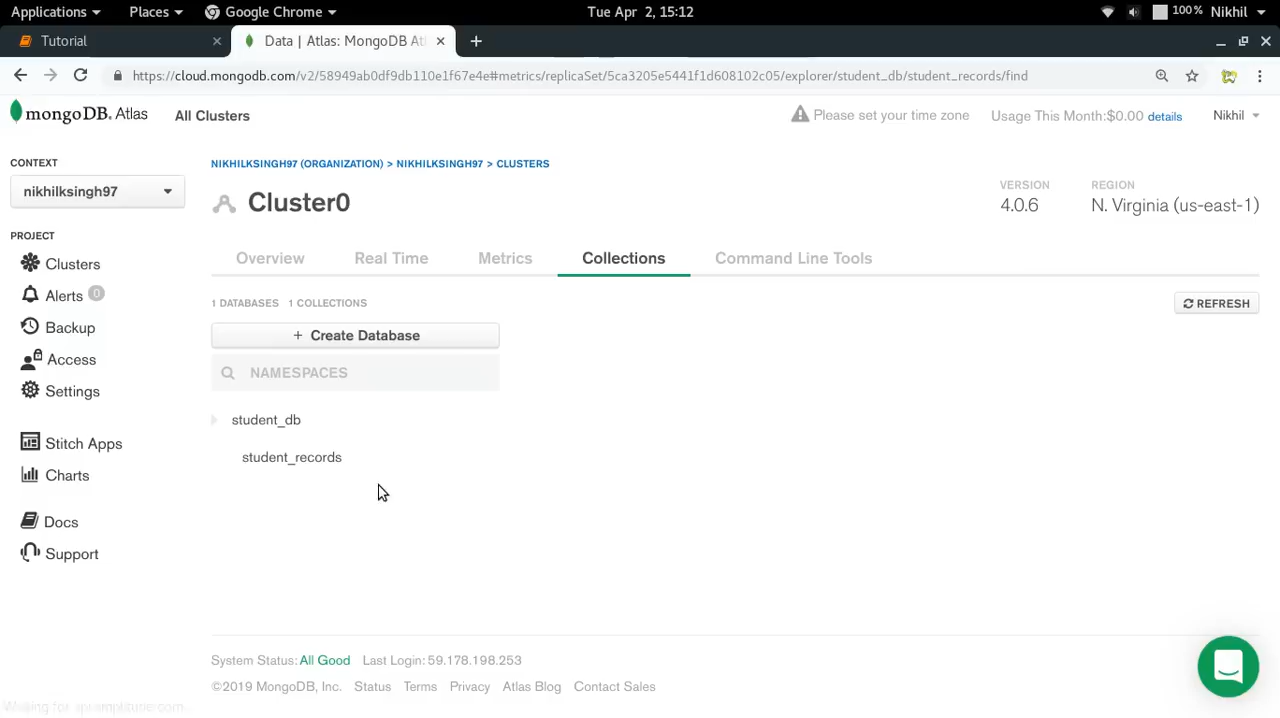 Applications Places Google Chrome Tue Apr 2, 15:12 100% Nikhil
Tutorial Data | Atlas: MongoDB Atl
https://cloud.mongodb.com/v2/58949ab0df9db110e1f67e4e#metrics/replicaSet/5ca3205e5441f1d608102c05/explorer/student_db/student_records/find
mongoDB. Atlas All Clusters Please set your time zone Usage This Month:$0.00 details Nikhil
CONTEXT
nikhilksingh97
PROJECT
Clusters
Alerts 0
Backup
Access
Settings
Stitch Apps
Charts
Docs
Support
NIKHILKSINGH97 (ORGANIZATION) > NIKHILKSINGH97 > CLUSTERS
Cluster0
VERSION
4.0.6
REGION
N. Virginia (us-east-1)
Overview Real Time Metrics Collections Command Line Tools
1 DATABASES 1 COLLECTIONS
REFRESH
+ Create Database
NAMESPACES
student_db
student_records
System Status: All Good Last Login: 59.178.198.253
©2019 MongoDB, Inc. Status Terms Privacy Atlas Blog Contact Sales